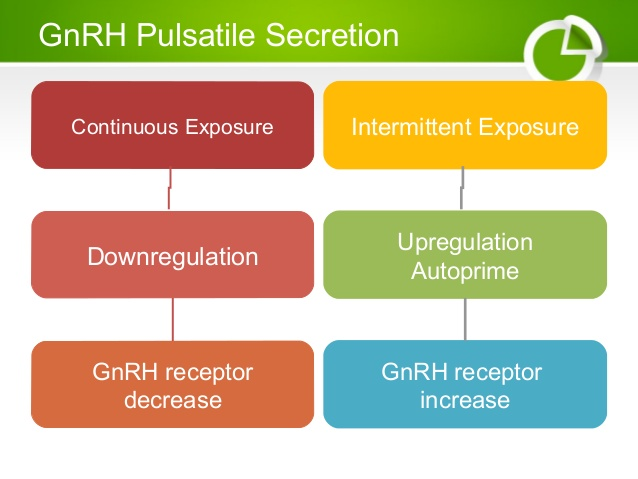 GnRH Pulsatile Secretion
Continuous Exposure
Intermittent Exposure
Downregulation
Upregulation
Autoprime
GnRH receptor
decrease
GnRH receptor
increase